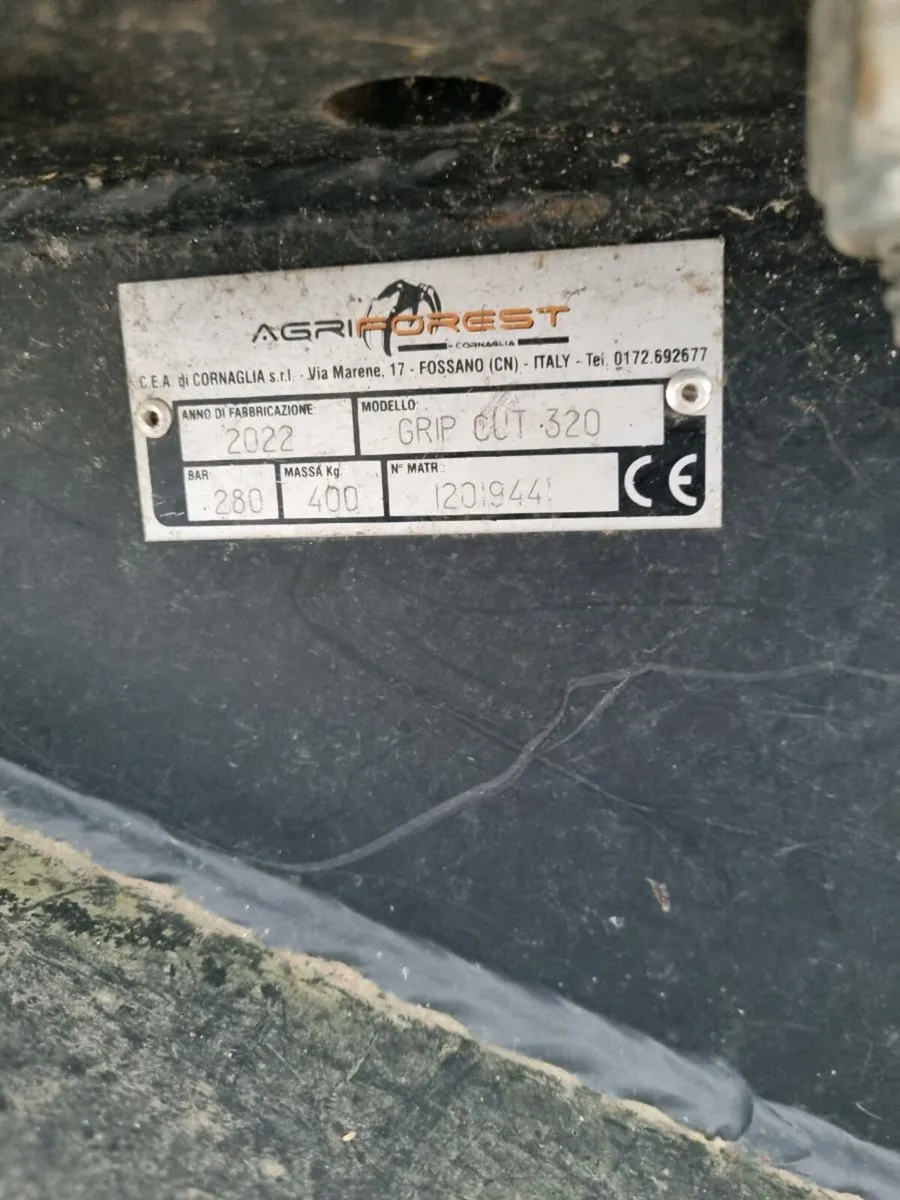 AGRIFOREST
CORNAGLIA
C.E.A. di CORNAGLIA s.r.l. - Via Marene, 17 - FOSSANO (CN) - ITALY - Tel. 0172.692677
ANNO DI FABBRICAZIONE: MODELLO:
2022 GRIP CUT 320
BAR: MASSA Kg. N° MATR.:
280 400 12019441
CE